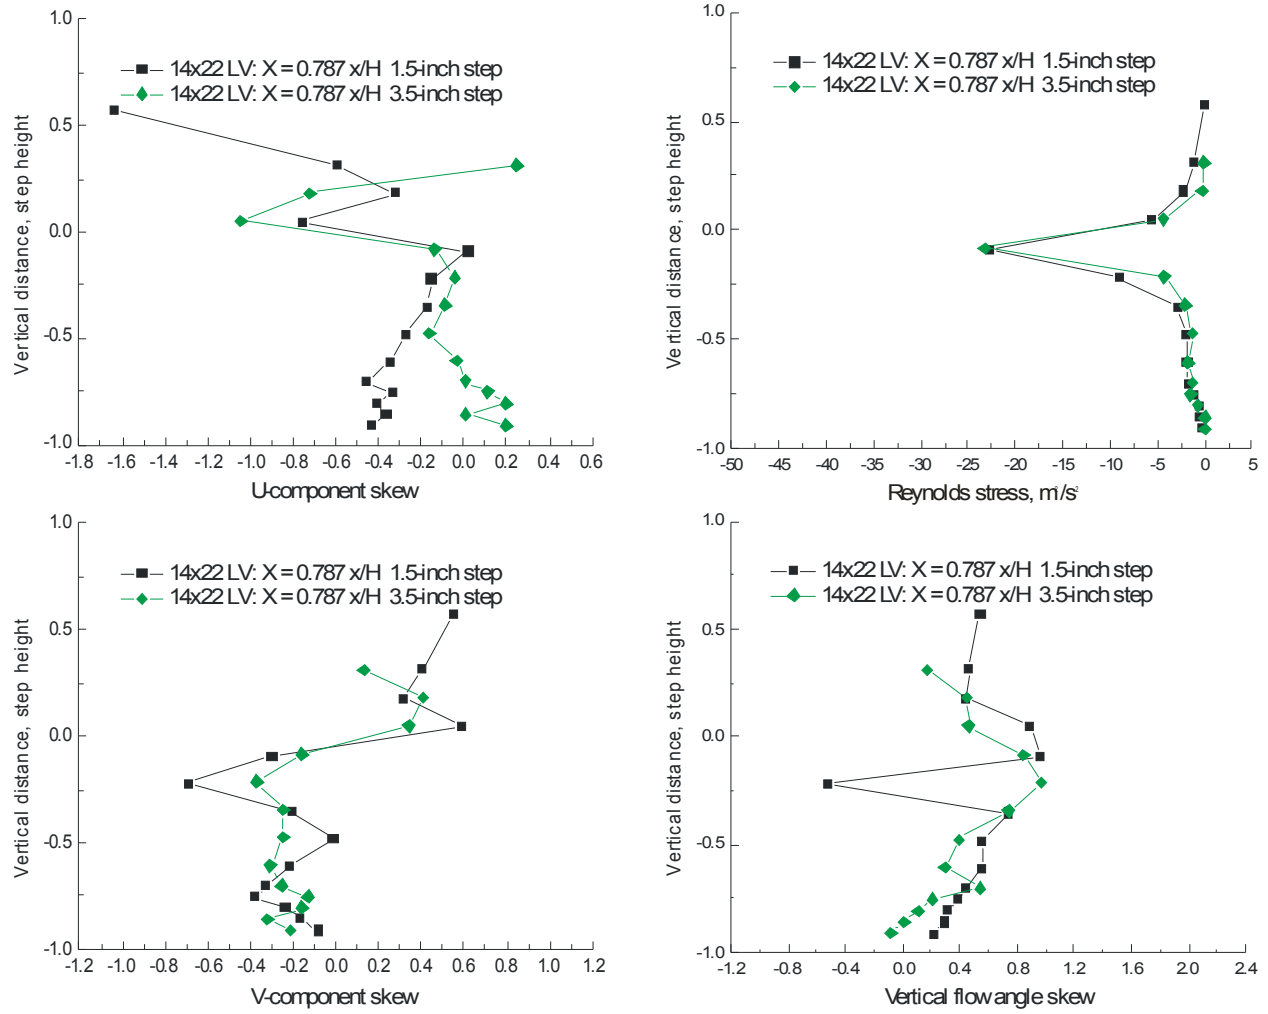 1.0
14x22 LV: X = 0.787 x/H 1.5-inch step
14x22 LV: X = 0.787 x/H 3.5-inch step
0.5
0.0
-0.5
-1.0
Vertical distance, step height
-1.8 -1.6 -1.4 -1.2 -1.0 -0.8 -0.6 -0.4 -0.2 0.0 0.2 0.4 0.6
U-component skew
1.0
14x22 LV: X = 0.787 x/H 1.5-inch step
14x22 LV: X = 0.787 x/H 3.5-inch step
0.5
0.0
-0.5
-1.0
Vertical distance, step height
-50 -45 -40 -35 -30 -25 -20 -15 -10 -5 0 5
Reynolds stress, m²/s²
1.0
14x22 LV: X = 0.787 x/H 1.5-inch step
14x22 LV: X = 0.787 x/H 3.5-inch step
0.5
0.0
-0.5
-1.0
Vertical distance, step height
-1.2 -1.0 -0.8 -0.6 -0.4 -0.2 0.0 0.2 0.4 0.6 0.8 1.0 1.2
V-component skew
1.0
14x22 LV: X = 0.787 x/H 1.5-inch step
14x22 LV: X = 0.787 x/H 3.5-inch step
0.5
0.0
-0.5
-1.0
Vertical distance, step height
-1.2 -0.8 -0.4 0.0 0.4 0.8 1.2 1.6 2.0 2.4
Vertical flow angle skew